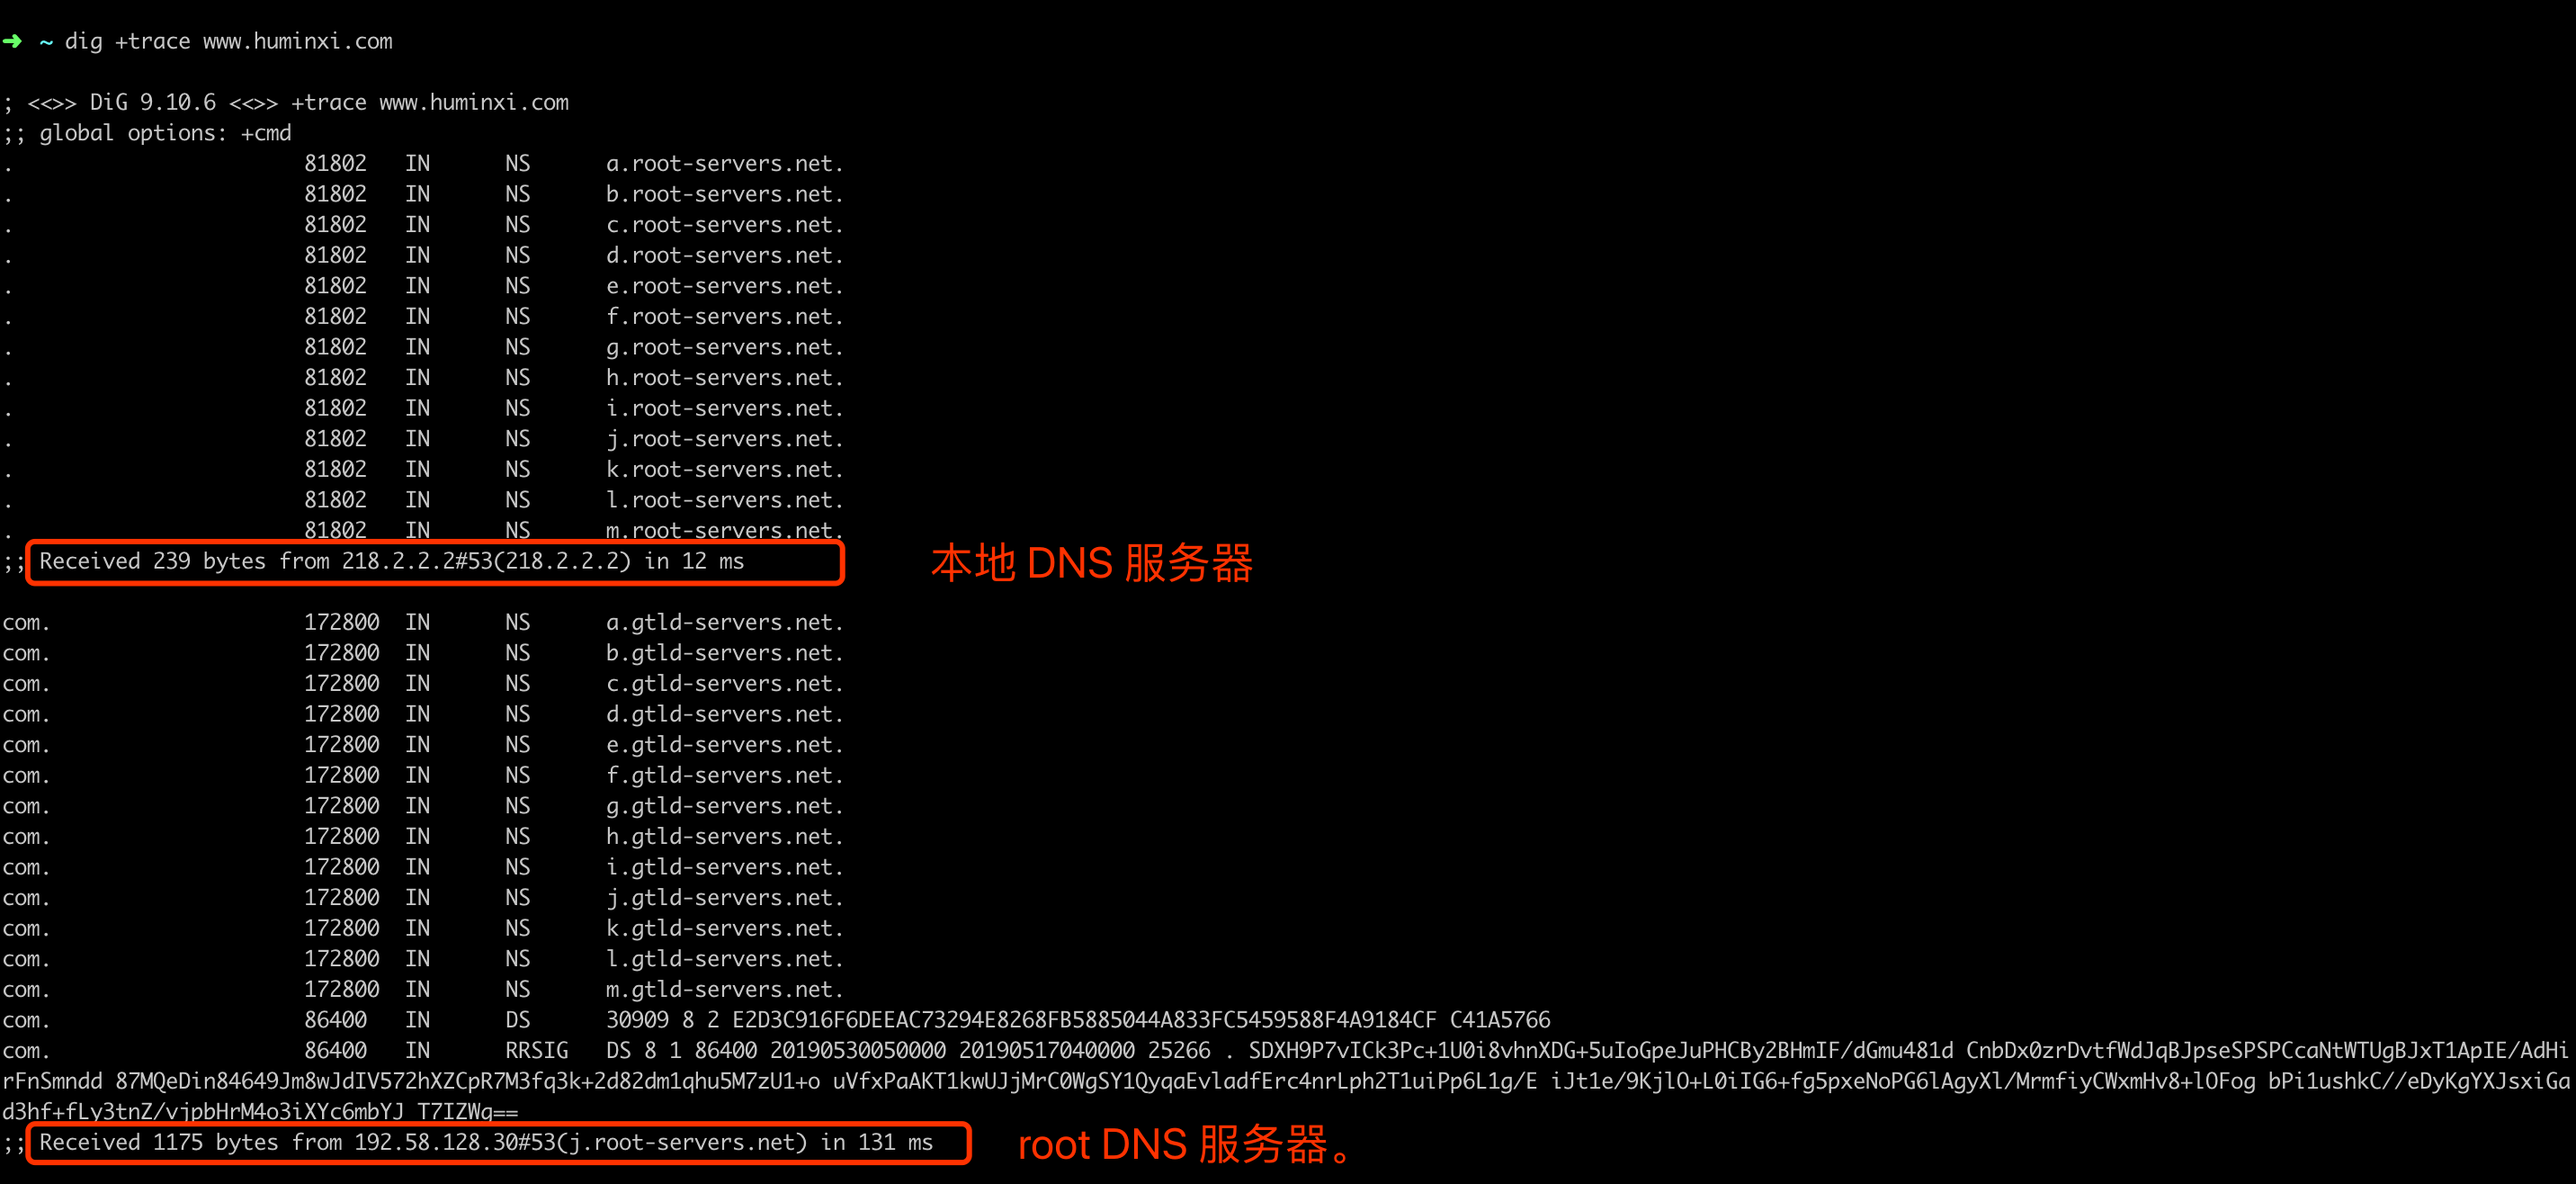 ➜ ~ dig +trace www.huminxi.com
; <<>> DiG 9.10.6 <<>> +trace www.huminxi.com
;; global options: +cmd
. 81802 IN NS a.root-servers.net.
. 81802 IN NS b.root-servers.net.
. 81802 IN NS c.root-servers.net.
. 81802 IN NS d.root-servers.net.
. 81802 IN NS e.root-servers.net.
. 81802 IN NS f.root-servers.net.
. 81802 IN NS g.root-servers.net.
. 81802 IN NS h.root-servers.net.
. 81802 IN NS i.root-servers.net.
. 81802 IN NS j.root-servers.net.
. 81802 IN NS k.root-servers.net.
. 81802 IN NS l.root-servers.net.
. 81802 IN NS m.root-servers.net.
;; Received 239 bytes from 218.2.2.2#53(218.2.2.2) in 12 ms
本地 DNS 服务器
com. 172800 IN NS a.gtld-servers.net.
com. 172800 IN NS b.gtld-servers.net.
com. 172800 IN NS c.gtld-servers.net.
com. 172800 IN NS d.gtld-servers.net.
com. 172800 IN NS e.gtld-servers.net.
com. 172800 IN NS f.gtld-servers.net.
com. 172800 IN NS g.gtld-servers.net.
com. 172800 IN NS h.gtld-servers.net.
com. 172800 IN NS i.gtld-servers.net.
com. 172800 IN NS j.gtld-servers.net.
com. 172800 IN NS k.gtld-servers.net.
com. 172800 IN NS l.gtld-servers.net.
com. 172800 IN NS m.gtld-servers.net.
com. 86400 IN DS 30909 8 2 E2D3C916F6DEEAC73294E8268FB5885044A833FC5459588F4A9184CF C41A5766
com. 86400 IN RRSIG DS 8 1 86400 20190530050000 20190517040000 25266 . SDXH9P7vICk3Pc+1U0i8vhnXDG+5uIoGpeJuPHCBy2BHmIF/dGmu481d CnbDx0zrDvtfWdJqBJpseSPSPCcaNtWTUgBJxT1ApIE/AdHi
rFnSmndd 87MQeDin84649Jm8wJdIV572hXZCpR7M3fq3k+2d82dm1qhu5M7zU1+o uVfxPaAKT1kwUJjMrC0WgSY1QyqaEvladfErc4nrLph2T1uiPp6L1g/E iJt1e/9KjlO+L0iIG6+fg5pxeNoPG6lAgyXl/MrmfiyCWxmHv8+lOFog bPi1ushkC//eDyKgYXJsxiGa
d3hf+fLy3tnZ/vjpbHrM4o3iXYc6mbYJ T7IZWg==
;; Received 1175 bytes from 192.58.128.30#53(j.root-servers.net) in 131 ms
root DNS 服务器。